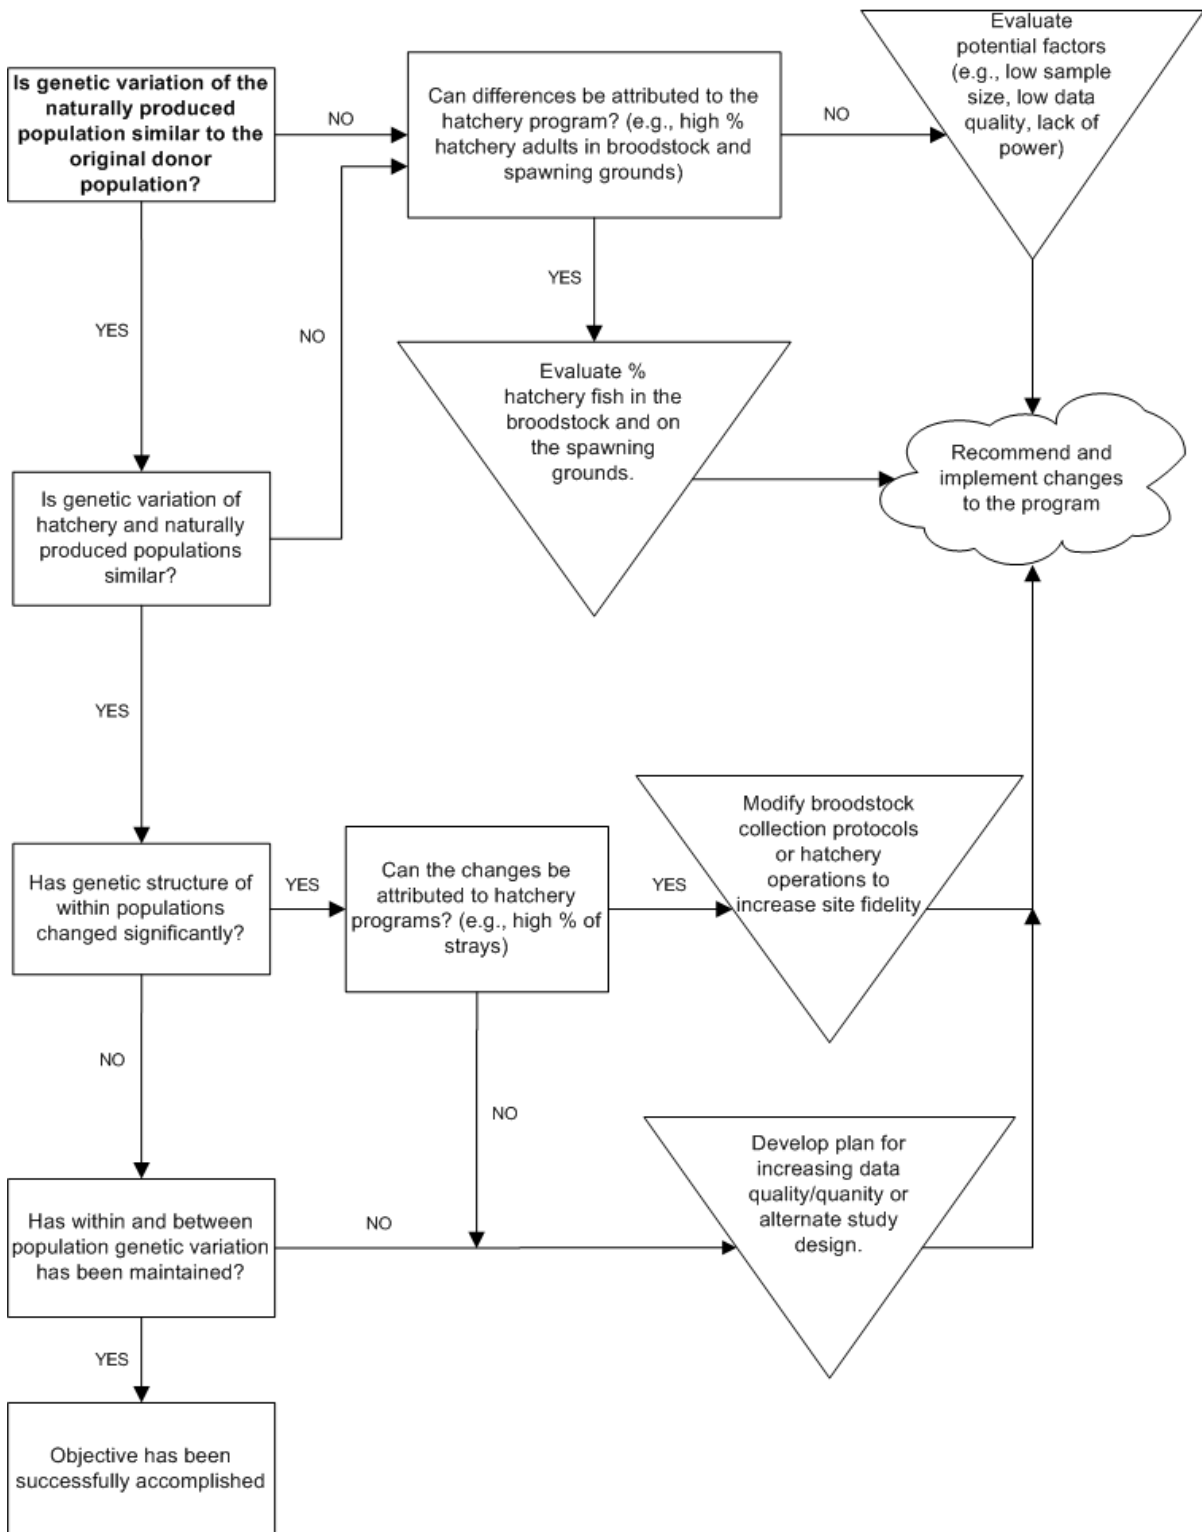 Is genetic variation of the
naturally produced
population similar to the
original donor
population?
NO
Can differences be attributed to the
hatchery program? (e.g., high %
hatchery adults in broodstock and
spawning grounds)
NO
Evaluate
potential factors
(e.g., low sample
size, low data
quality, lack of
power)
YES
NO
YES
Evaluate %
hatchery fish in the
broodstock and on
the spawning
grounds.
Recommend and
implement changes
to the program
Is genetic variation of
hatchery and naturally
produced populations
similar?
YES
Has genetic structure of
within populations
changed significantly?
YES
Can the changes be
attributed to hatchery
programs? (e.g., high % of
strays)
YES
Modify broodstock
collection protocols
or hatchery
operations to
increase site fidelity
NO
NO
Has within and between
population genetic variation
has been maintained?
NO
Develop plan for
increasing data
quality/quanity or
alternate study
design.
YES
Objective has been
successfully accomplished